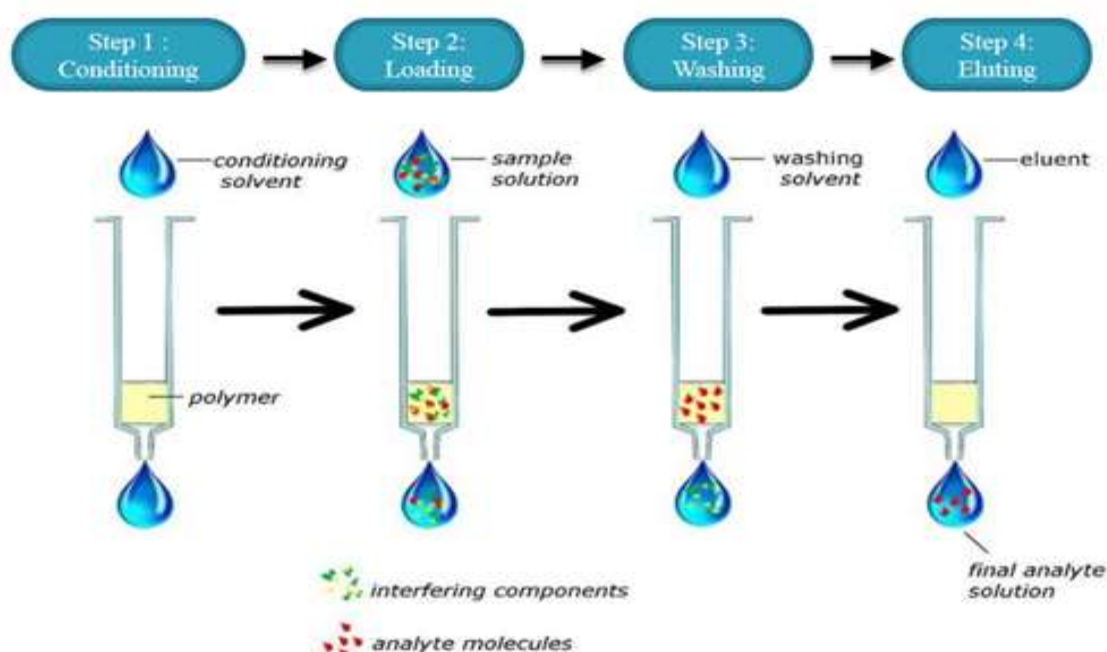 Step 1 :
Conditioning
Step 2:
Loading
Step 3:
Washing
Step 4:
Eluting
conditioning
solvent
sample
solution
washing
solvent
eluent
polymer
final analyte
solution
interfering components
analyte molecules